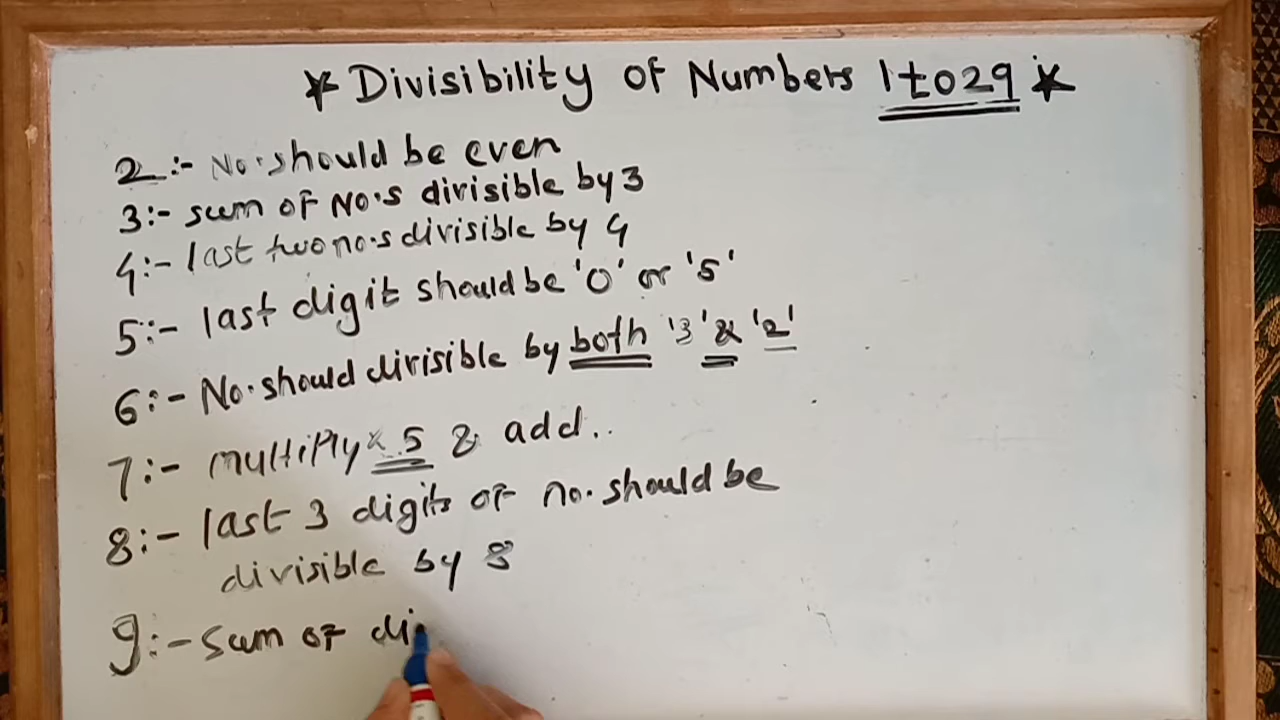 * Divisibility of Numbers 1 to 29 *
2:- No. should be even
3:- sum of No.s divisible by 3
4:- last two no.s divisible by 4
5:- last digit should be '0' or '5'
6:- No. should divisible by both '3' & '2'
7:- multiply x 5 & add..
8:- last 3 digits of no. should be
divisible by 8
9:- sum of di